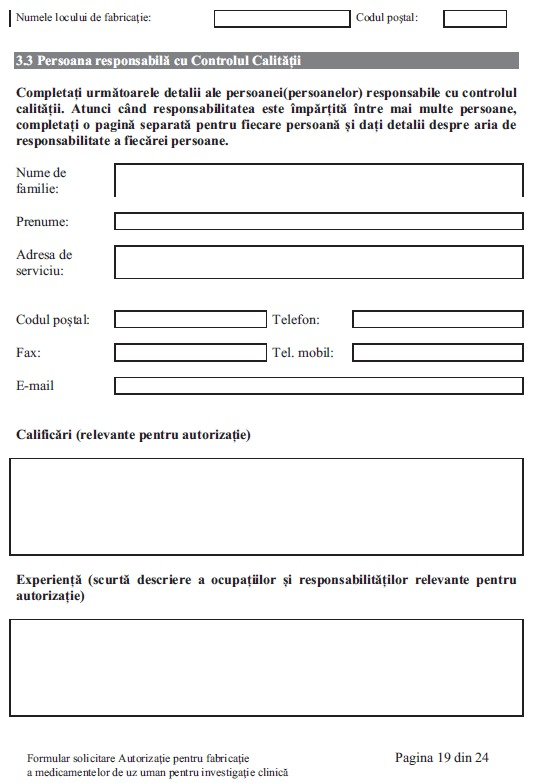 Numele locului de fabricație: Codul poștal:
3.3 Persoana responsabilă cu Controlul Calității
Completați următoarele detalii ale persoanei(persoanelor) responsabile cu controlul
calității. Atunci când responsabilitatea este împărțită între mai multe persoane,
completați o pagină separată pentru fiecare persoană și dați detalii despre aria de
responsabilitate a fiecărei persoane.
Nume de
familie:
Prenume:
Adresa de
serviciu:
Codul poștal: Telefon:
Fax: Tel. mobil:
E-mail
Calificări (relevante pentru autorizație)
Experiență (scurtă descriere a ocupațiilor și responsabilităților relevante pentru
autorizație)
Formular solicitare Autorizație pentru fabricație Pagina 19 din 24
a medicamentelor de uz uman pentru investigație clinică